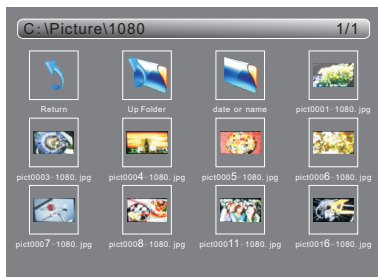 C:\Picture\1080 1/1
Return Up Folder date or name pict0001-1080. jpg
pict0003-1080. jpg pict0004-1080. jpg pict0005-1080. jpg pict0006-1080. jpg
pict0007-1080. jpg pict0008-1080. jpg pict00011-1080. jpg pict0016-1080. jpg